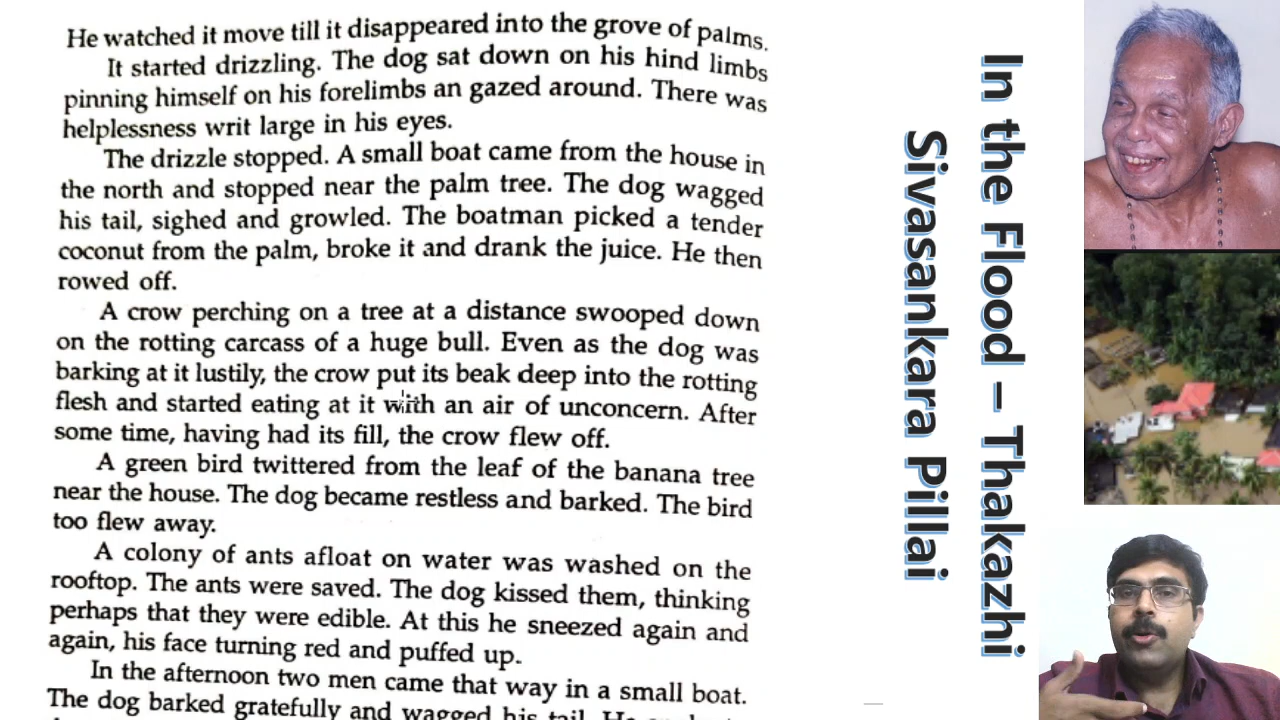 He watched it move till it disappeared into the grove of palms.
It started drizzling. The dog sat down on his hind limbs
pinning himself on his forelimbs an gazed around. There was
helplessness writ large in his eyes.
The drizzle stopped. A small boat came from the house in
the north and stopped near the palm tree. The dog wagged
his tail, sighed and growled. The boatman picked a tender
coconut from the palm, broke it and drank the juice. He then
rowed off.
A crow perching on a tree at a distance swooped down
on the rotting carcass of a huge bull. Even as the dog was
barking at it lustily, the crow put its beak deep into the rotting
flesh and started eating at it with an air of unconcern. After
some time, having had its fill, the crow flew off.
A green bird twittered from the leaf of the banana tree
near the house. The dog became restless and barked. The bird
too flew away.
A colony of ants afloat on water was washed on the
rooftop. The ants were saved. The dog kissed them, thinking
perhaps that they were edible. At this he sneezed again and
again, his face turning red and puffed up.
In the afternoon two men came that way in a small boat.
The dog barked gratefully and wagged his tail. He
In the Flood – Thakazhi
Sivasankara Pillai